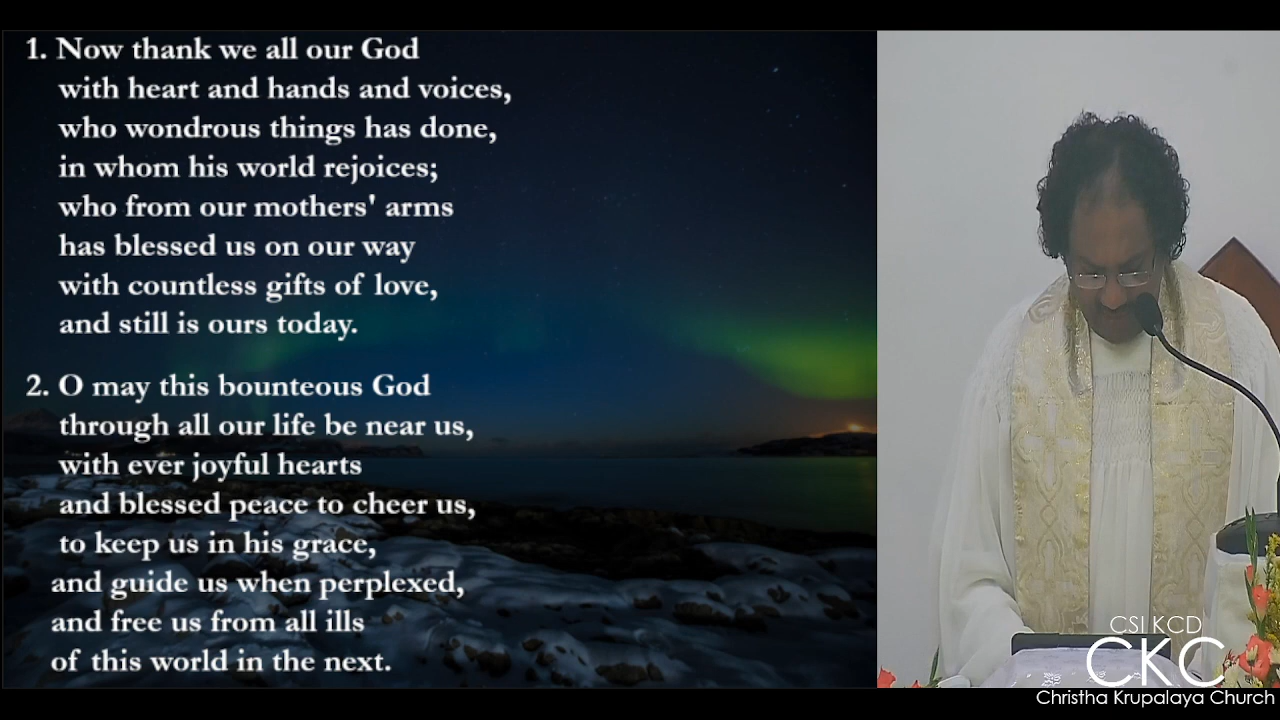 1. Now thank we all our God
with heart and hands and voices,
who wondrous things has done,
in whom his world rejoices;
who from our mothers' arms
has blessed us on our way
with countless gifts of love,
and still is ours today.
2. O may this bounteous God
through all our life be near us,
with ever joyful hearts
and blessed peace to cheer us,
to keep us in his grace,
and guide us when perplexed,
and free us from all ills
of this world in the next.
CSI KCD
CKC
Christha Krupalaya Church